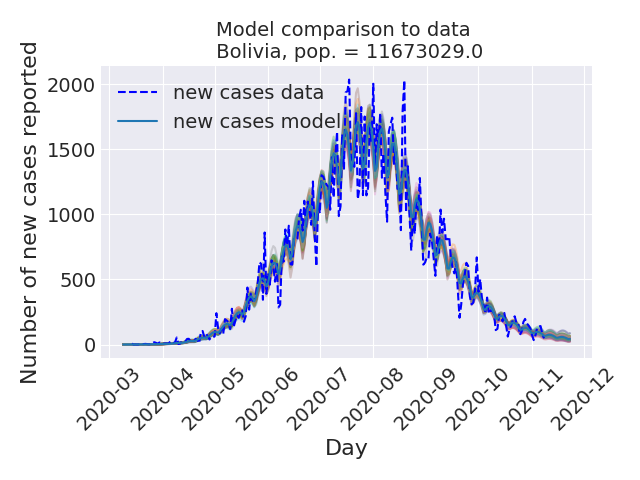 Model comparison to data
Bolivia, pop. = 11673029.0
Number of new cases reported
2000
1500
1000
500
0
new cases data
new cases model
2020-03
2020-04
2020-05
2020-06
2020-07
2020-08
2020-09
2020-10
2020-11
2020-12
Day